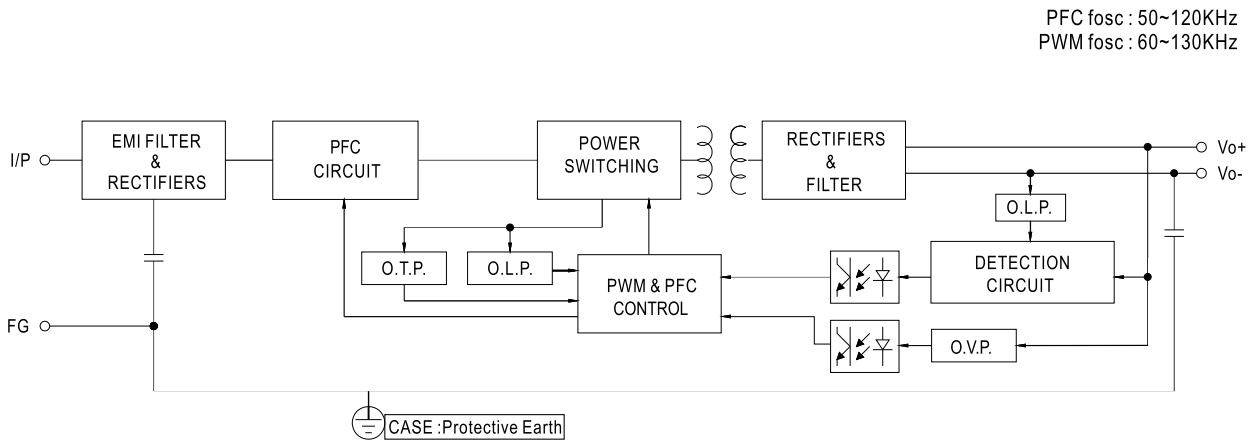 PFC fosc : 50~120KHz
PWM fosc : 60~130KHz
I/P
EMI FILTER
&
RECTIFIERS
PFC
CIRCUIT
POWER
SWITCHING
RECTIFIERS
&
FILTER
Vo+
Vo-
O.L.P.
O.T.P.
O.L.P.
PWM & PFC
CONTROL
DETECTION
CIRCUIT
FG
O.V.P.
CASE :Protective Earth